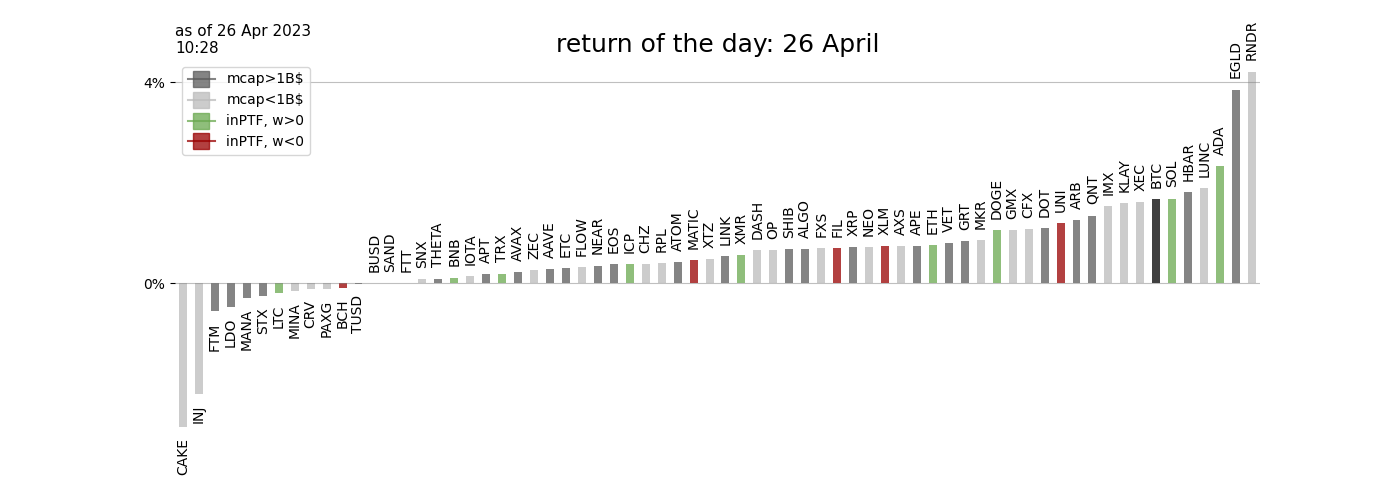 as of 26 Apr 2023
10:28
return of the day: 26 April
mcap>1B$
mcap<1B$
inPTF, w>0
inPTF, w<0
4%
0%
CAKE
INJ
FTM
LDO
MANA
STX
LTC
MINA
CRV
PAXG
BCH
TUSD
BUSD
SAND
FTT
SNX
THETA
BNB
IOTA
APT
TRX
AVAX
ZEC
AAVE
ETC
FLOW
NEAR
EOS
ICP
CHZ
RPL
ATOM
MATIC
XTZ
LINK
XMR
DASH
OP
SHIB
ALGO
FXS
FIL
XRP
NEO
XLM
AXS
APE
ETH
VET
GRT
MKR
DOGE
GMX
CFX
DOT
UNI
ARB
QNT
IMX
KLAY
XEC
BTC
SOL
HBAR
LUNC
ADA
EGLD
RNDR